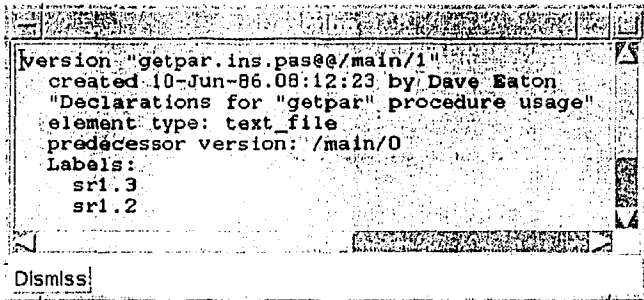 version "getpar.ins.pas@@/main/1"
created 10-Jun-86.08:12:23 by Dave Eaton
"Declarations for "getpar" procedure usage"
element type: text_file
predecessor version: /main/0
Labels:
sr1.3
sr1.2
Dismiss